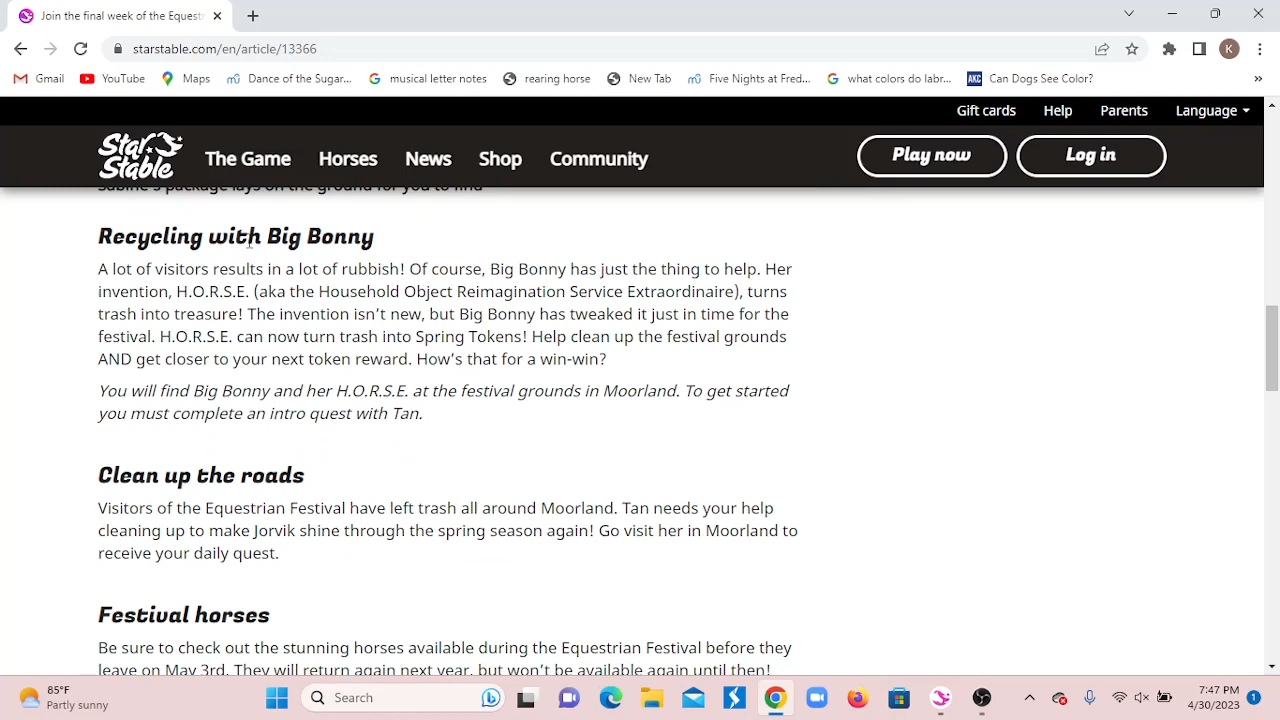 Join the final week of the Equest
starstable.com/en/article/13366
K
Gmail YouTube Maps Dance of the Sugar... musical letter notes rearing horse New Tab Five Nights at Fred... what colors do labr... AKC Can Dogs See Color? »
Gift cards Help Parents Language
Star Stable The Game Horses News Shop Community Play now Log in
Sabine's package lays on the ground for you to find
Recycling with Big Bonny
A lot of visitors results in a lot of rubbish! Of course, Big Bonny has just the thing to help. Her
invention, H.O.R.S.E. (aka the Household Object Reimagination Service Extraordinaire), turns
trash into treasure! The invention isn't new, but Big Bonny has tweaked it just in time for the
festival. H.O.R.S.E. can now turn trash into Spring Tokens! Help clean up the festival grounds
AND get closer to your next token reward. How's that for a win-win?
You will find Big Bonny and her H.O.R.S.E. at the festival grounds in Moorland. To get started
you must complete an intro quest with Tan.
Clean up the roads
Visitors of the Equestrian Festival have left trash all around Moorland. Tan needs your help
cleaning up to make Jorvik shine through the spring season again! Go visit her in Moorland to
receive your daily quest.
Festival horses
Be sure to check out the stunning horses available during the Equestrian Festival before they
leave on May 3rd. They will return again next year, but won't be available again until then!
85°F
Partly sunny
Search
7:47 PM
4/30/2023
1